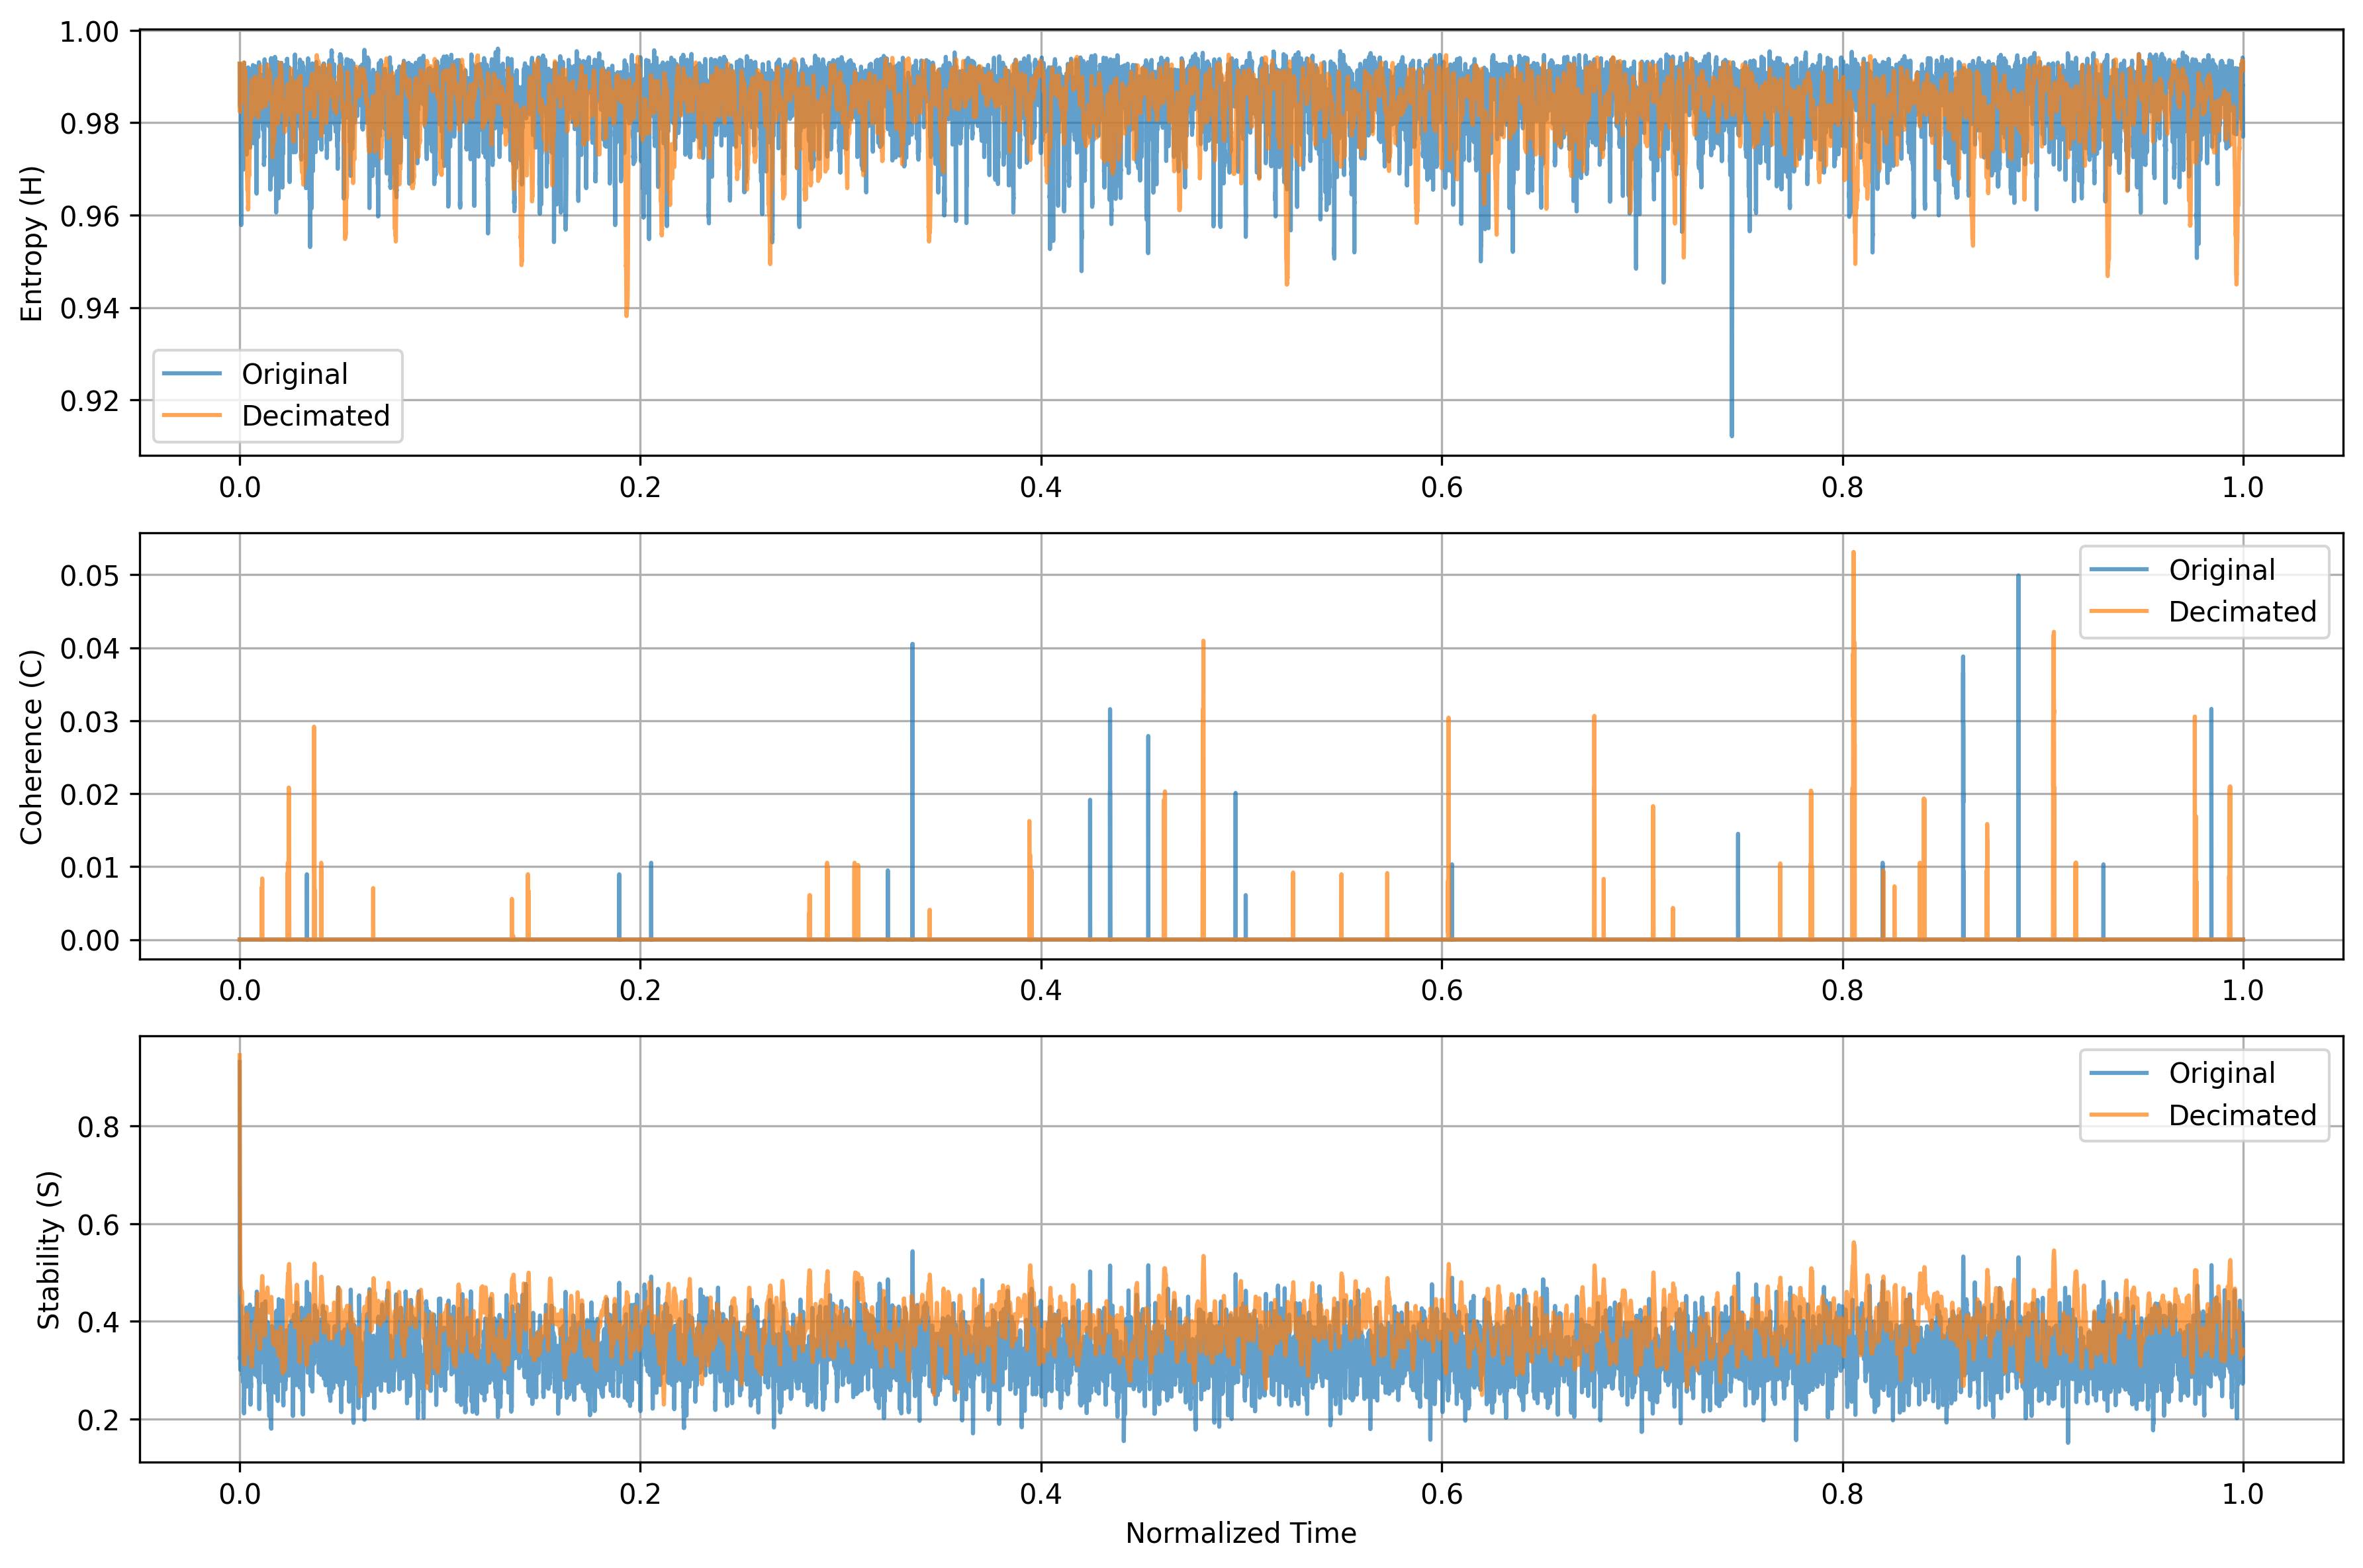 Entropy (H)
1.00
0.98
0.96
0.94
0.92
Original
Decimated
0.0 0.2 0.4 0.6 0.8 1.0
Coherence (C)
0.05
0.04
0.03
0.02
0.01
0.00
Original
Decimated
0.0 0.2 0.4 0.6 0.8 1.0
Stability (S)
0.8
0.6
0.4
0.2
Original
Decimated
0.0 0.2 0.4 0.6 0.8 1.0
Normalized Time